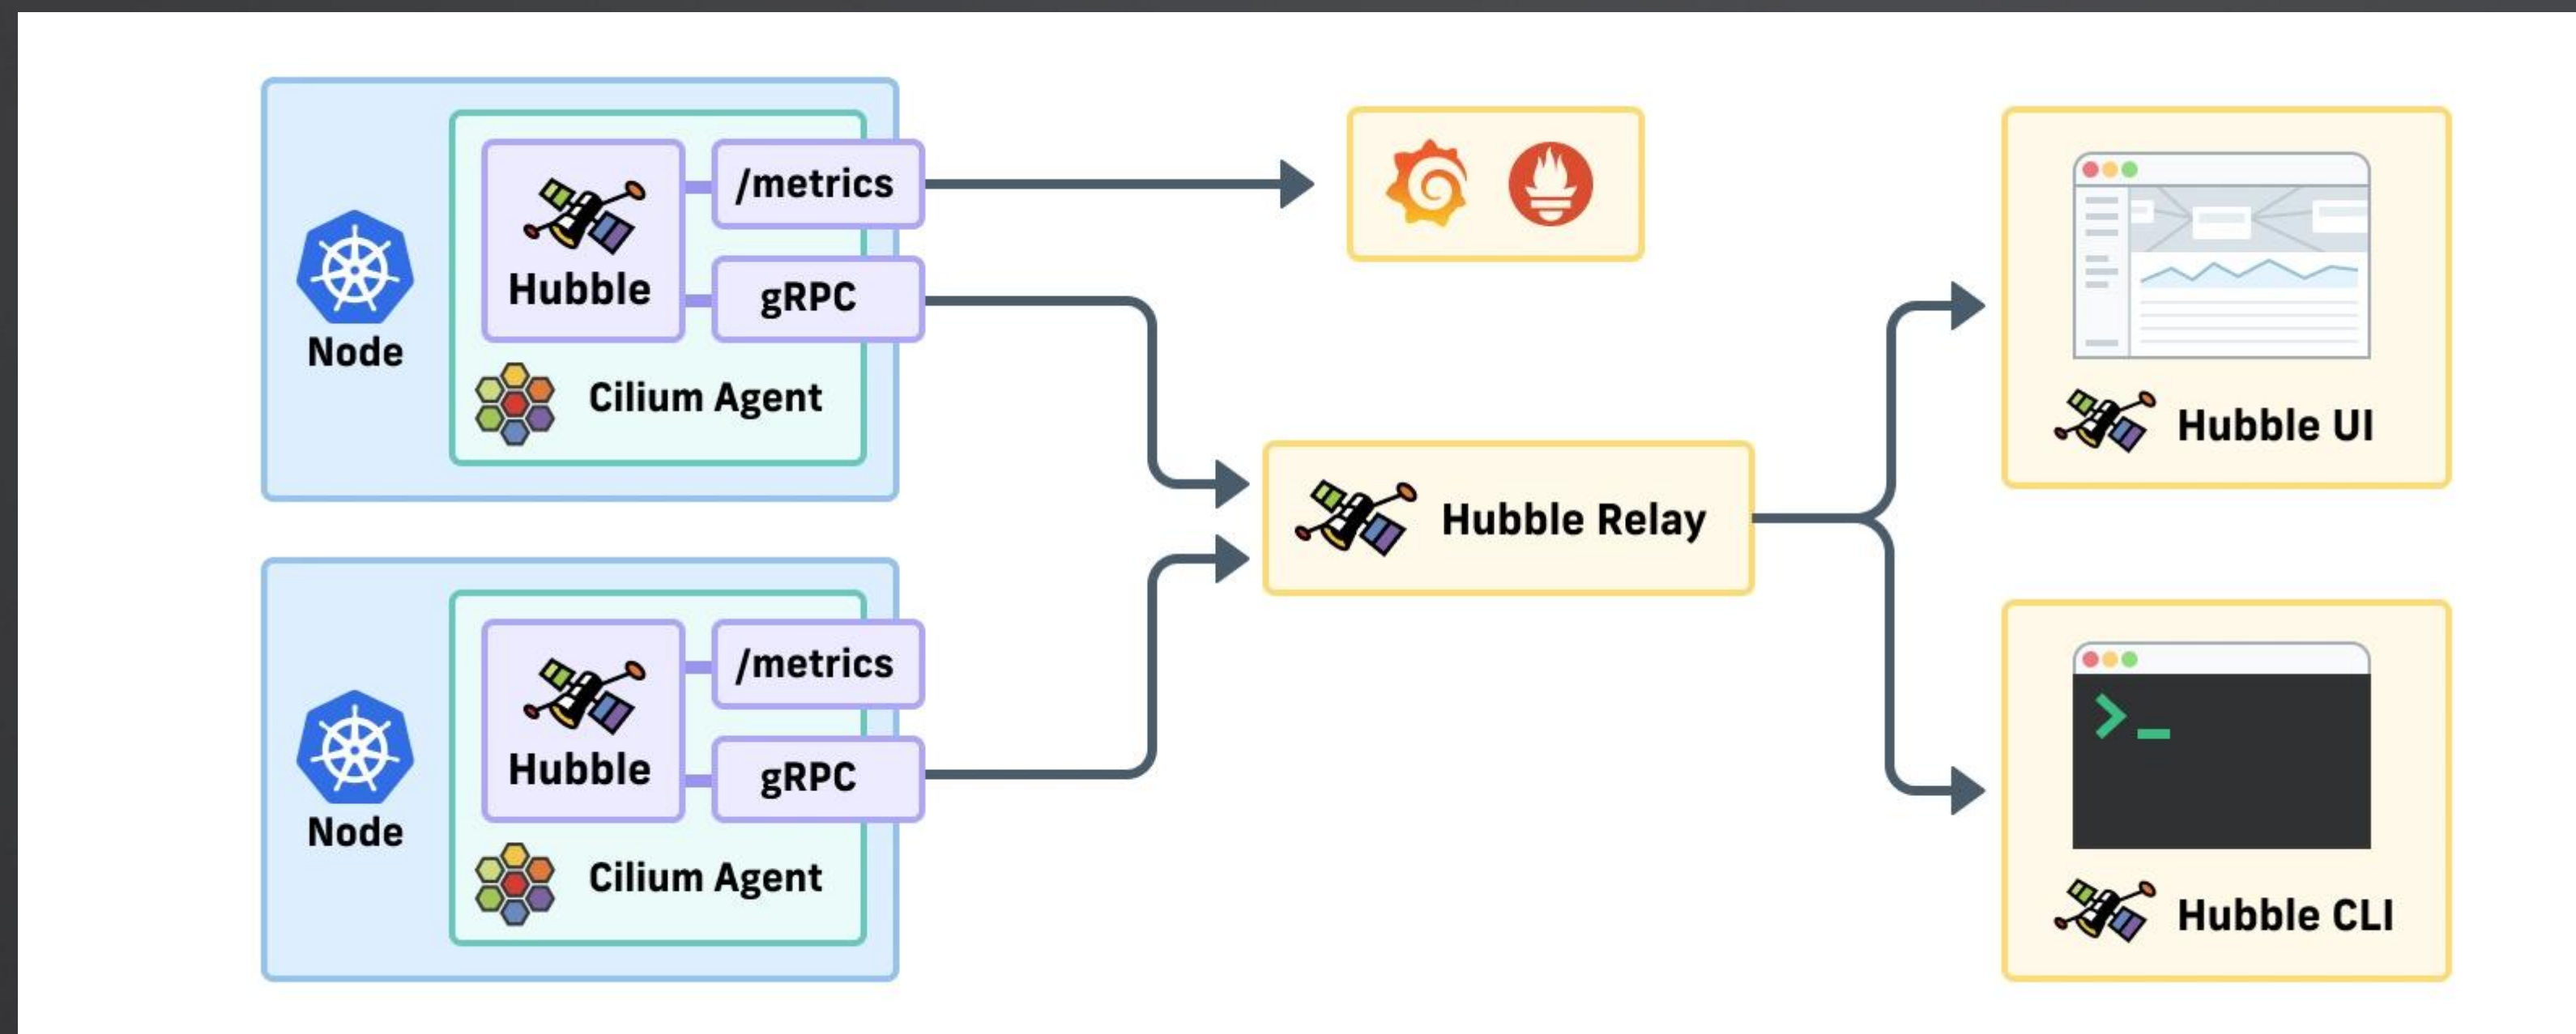 /metrics
Hubble
gRPC
Node
Cilium Agent
Hubble UI
Hubble Relay
/metrics
Hubble
gRPC
Node
Cilium Agent
>_
Hubble CLI